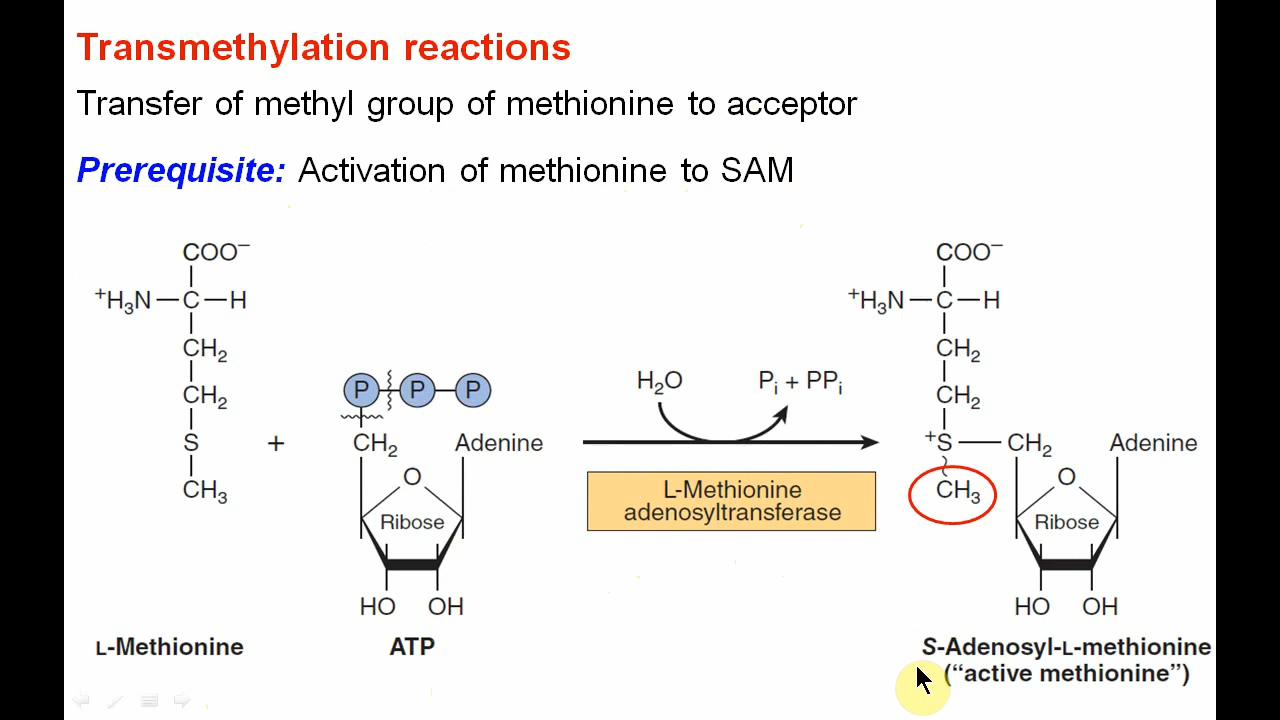 Transmethylation reactions
Transfer of methyl group of methionine to acceptor
Prerequisite: Activation of methionine to SAM
COO⁻
⁺H₃N—C—H
CH₂
CH₂
S
CH₃
+
P P P
CH₂ Adenine
O
Ribose
HO OH
H₂O Pᵢ + PPᵢ
L-Methionine
adenosyltransferase
COO⁻
⁺H₃N—C—H
CH₂
CH₂
⁺S—CH₂ Adenine
CH₃ O
Ribose
HO OH
L-Methionine
ATP
S-Adenosyl-L-methionine
(“active methionine”)